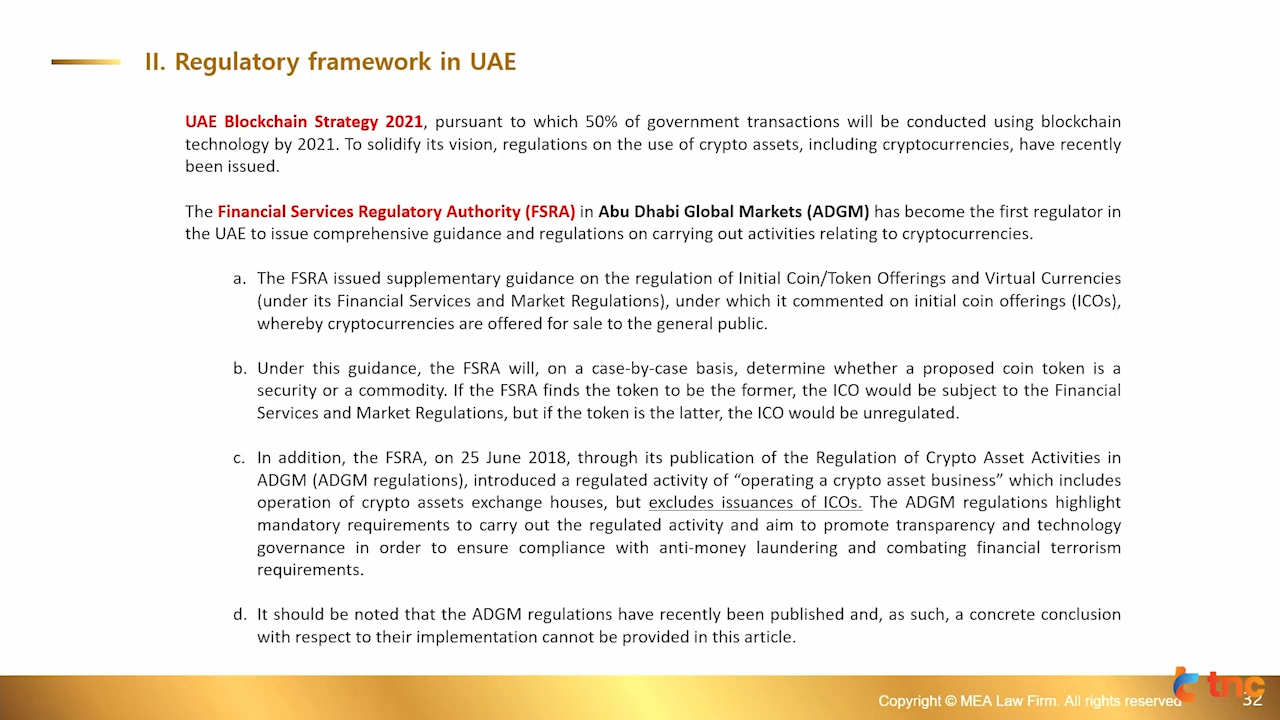 II. Regulatory framework in UAE
UAE Blockchain Strategy 2021, pursuant to which 50% of government transactions will be conducted using blockchain
technology by 2021. To solidify its vision, regulations on the use of crypto assets, including cryptocurrencies, have recently
been issued.
The Financial Services Regulatory Authority (FSRA) in Abu Dhabi Global Markets (ADGM) has become the first regulator in
the UAE to issue comprehensive guidance and regulations on carrying out activities relating to cryptocurrencies.
a. The FSRA issued supplementary guidance on the regulation of Initial Coin/Token Offerings and Virtual Currencies
(under its Financial Services and Market Regulations), under which it commented on initial coin offerings (ICOs),
whereby cryptocurrencies are offered for sale to the general public.
b. Under this guidance, the FSRA will, on a case-by-case basis, determine whether a proposed coin token is a
security or a commodity. If the FSRA finds the token to be the former, the ICO would be subject to the Financial
Services and Market Regulations, but if the token is the latter, the ICO would be unregulated.
c. In addition, the FSRA, on 25 June 2018, through its publication of the Regulation of Crypto Asset Activities in
ADGM (ADGM regulations), introduced a regulated activity of “operating a crypto asset business” which includes
operation of crypto assets exchange houses, but excludes issuances of ICOs. The ADGM regulations highlight
mandatory requirements to carry out the regulated activity and aim to promote transparency and technology
governance in order to ensure compliance with anti-money laundering and combating financial terrorism
requirements.
d. It should be noted that the ADGM regulations have recently been published and, as such, a concrete conclusion
with respect to their implementation cannot be provided in this article.
Copyright © MEA Law Firm. All rights reserved
tnc
32